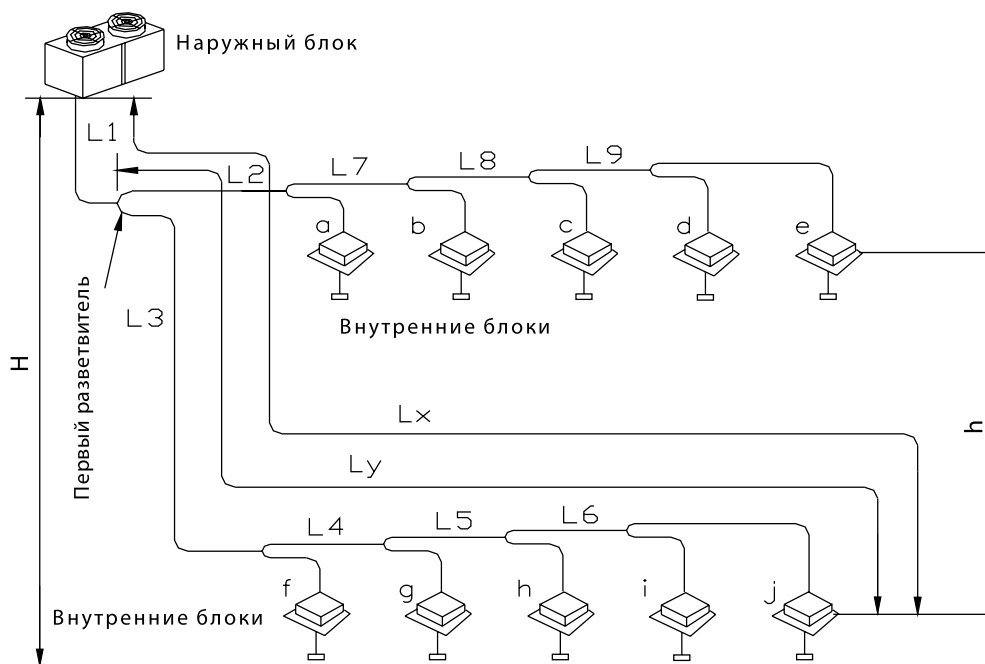 Наружный блок
L1
L2
L7
L8
L9
a
b
c
d
e
Внутренние блоки
L3
Первый разветвитель
H
h
Lx
Ly
L4
L5
L6
f
g
h
i
j
Внутренние блоки